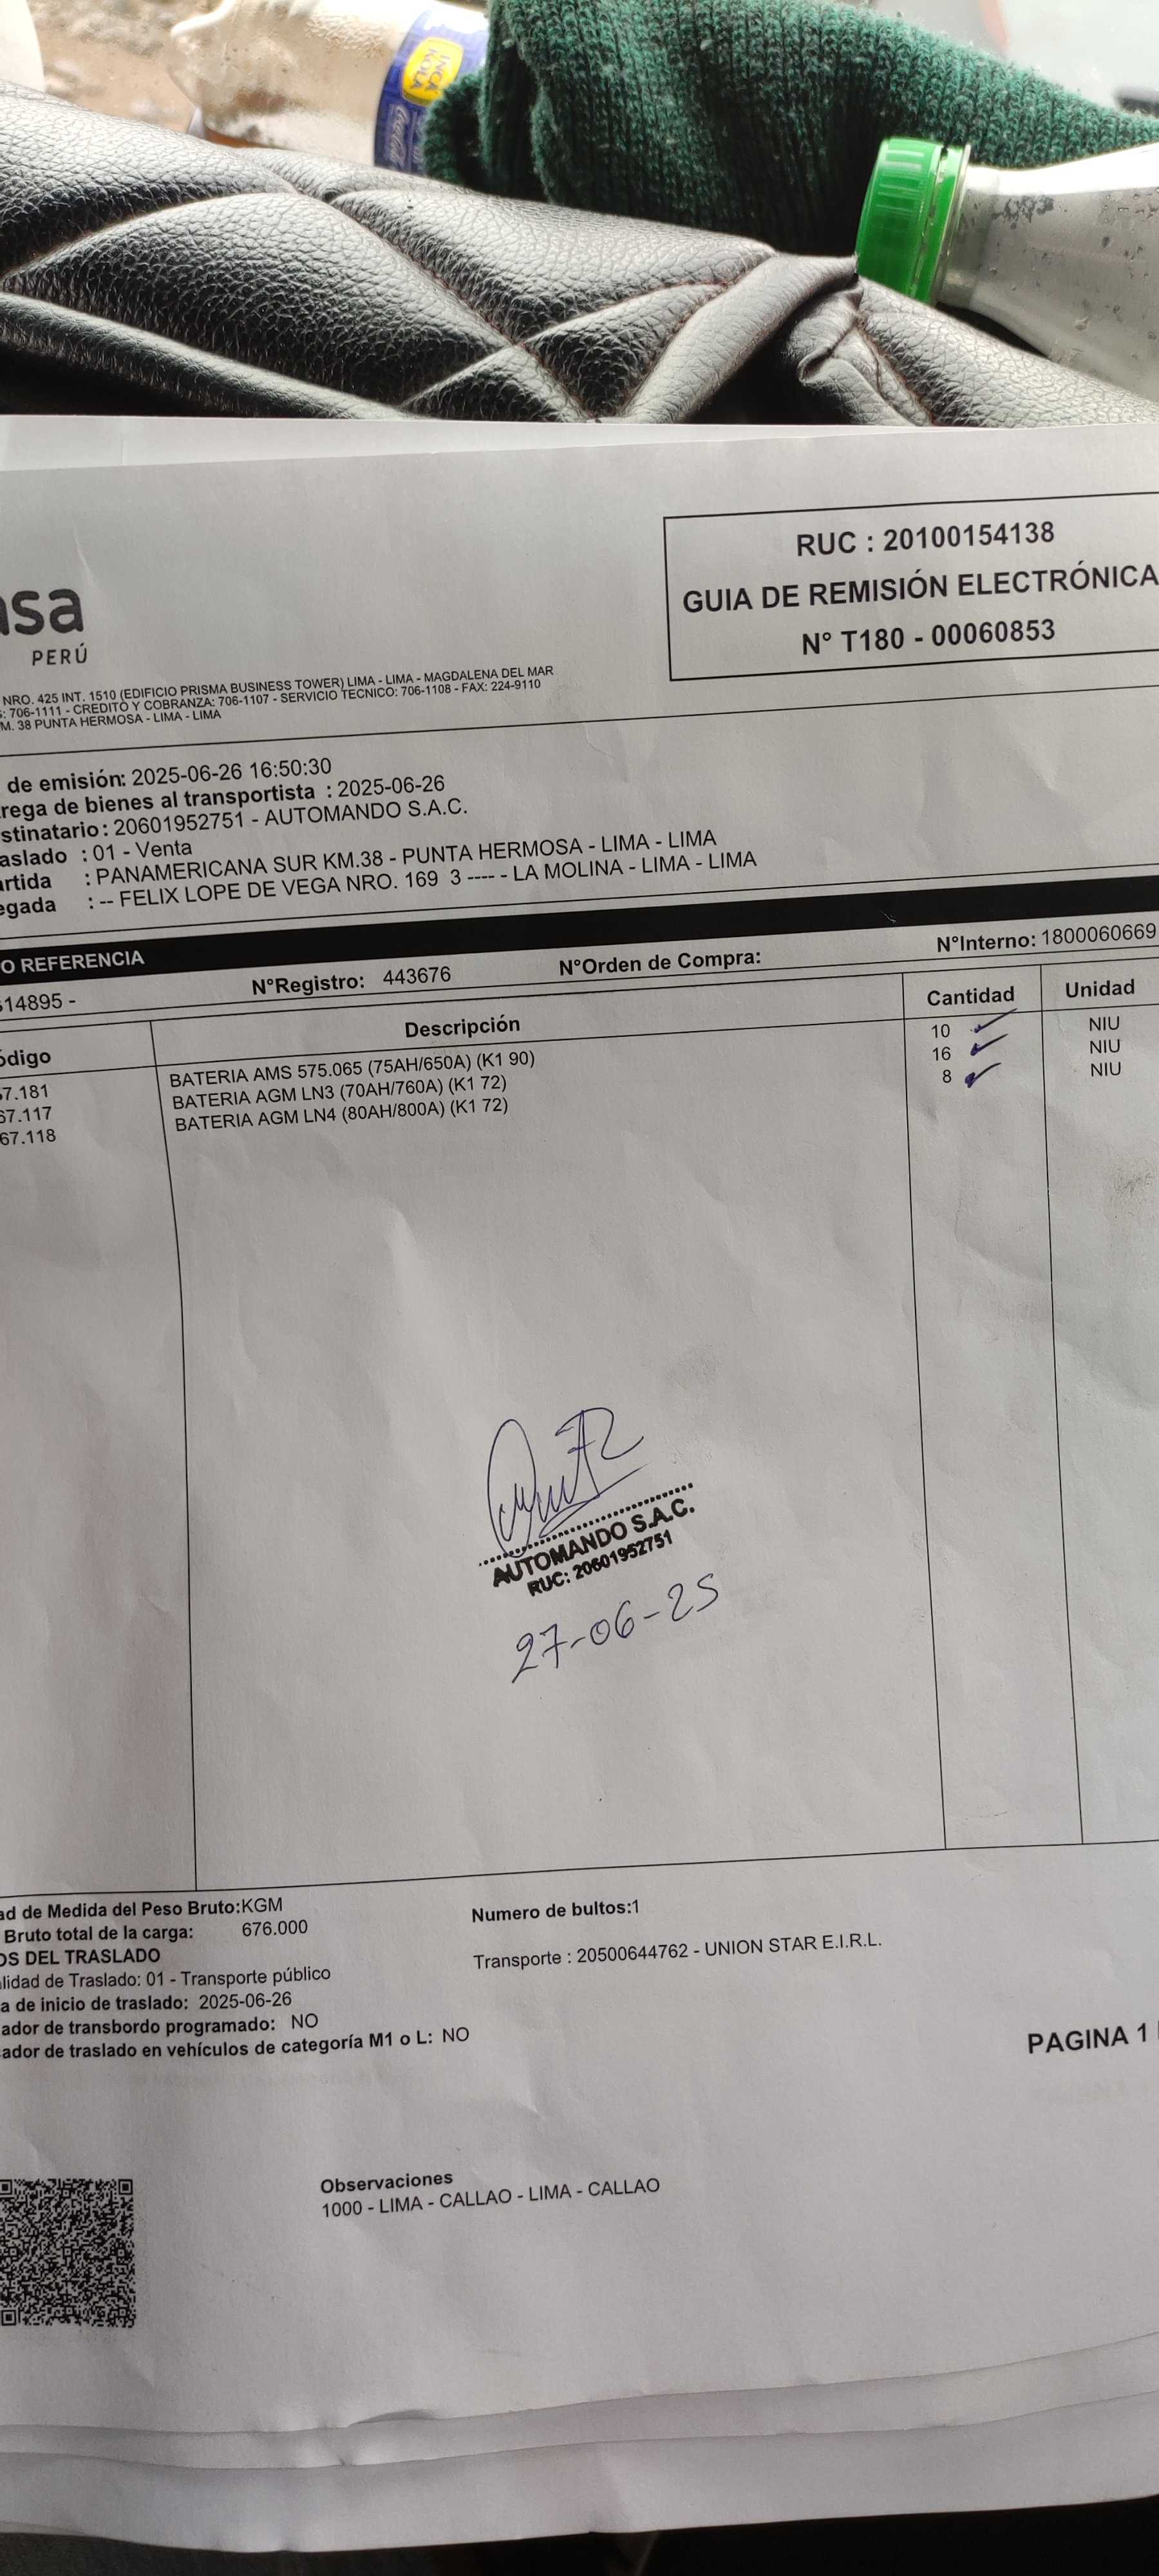 INCA KOLA
Coca-Cola
asa
PERÚ
RUC : 20100154138
GUIA DE REMISIÓN ELECTRÓNICA
N° T180 - 00060853
NRO. 425 INT. 1510 (EDIFICIO PRISMA BUSINESS TOWER) LIMA - LIMA - MAGDALENA DEL MAR
S: 706-1111 - CREDITO Y COBRANZA: 706-1107 - SERVICIO TECNICO: 706-1108 - FAX: 224-9110
M. 38 PUNTA HERMOSA - LIMA - LIMA
de emisión: 2025-06-26 16:50:30
trega de bienes al transportista : 2025-06-26
stinatario : 20601952751 - AUTOMANDO S.A.C.
aslado : 01 - Venta
artida : PANAMERICANA SUR KM.38 - PUNTA HERMOSA - LIMA - LIMA
egada : -- FELIX LOPE DE VEGA NRO. 169 3 ---- - LA MOLINA - LIMA - LIMA
O REFERENCIA
14895 - N°Registro: 443676 N°Orden de Compra: N°Interno: 1800060669
ódigo Descripción Cantidad Unidad
67.181 BATERIA AMS 575.065 (75AH/650A) (K1 90) 10 NIU
67.117 BATERIA AGM LN3 (70AH/760A) (K1 72) 16 NIU
67.118 BATERIA AGM LN4 (80AH/800A) (K1 72) 8 NIU
AUTOMANDO S.A.C.
RUC: 20601952751
27-06-25
ad de Medida del Peso Bruto:KGM Numero de bultos:1
Bruto total de la carga: 676.000
OS DEL TRASLADO Transporte : 20500644762 - UNION STAR E.I.R.L.
alidad de Traslado: 01 - Transporte público
a de inicio de traslado: 2025-06-26
ador de transbordo programado: NO
ador de traslado en vehículos de categoría M1 o L: NO
PAGINA 1
Observaciones
1000 - LIMA - CALLAO - LIMA - CALLAO